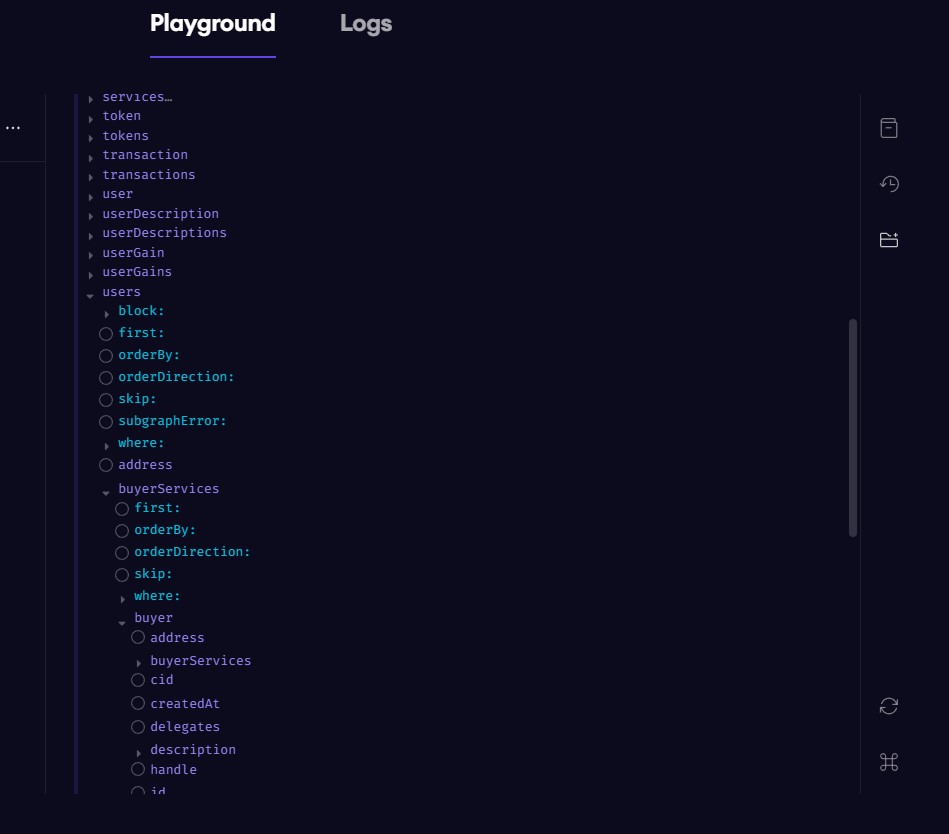 Playground Logs
services…
token
tokens
transaction
transactions
user
userDescription
userDescriptions
userGain
userGains
users
block:
first:
orderBy:
orderDirection:
skip:
subgraphError:
where:
address
buyerServices
first:
orderBy:
orderDirection:
skip:
where:
buyer
address
buyerServices
cid
createdAt
delegates
description
handle
id